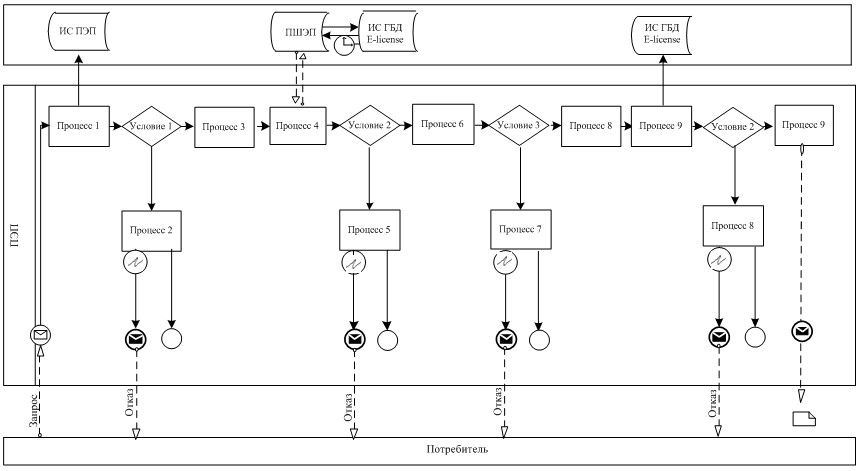 ИС ПЭП
ПШЭП
ИС ГБД
E-license
ИС ГБД
E-license
ПЭП
Процесс 1
Условие 1
Процесс 3
Процесс 4
Условие 2
Процесс 6
Условие 3
Процесс 8
Процесс 9
Условие 2
Процесс 9
Процесс 2
Процесс 5
Процесс 7
Процесс 8
Запрос
Отказ
Отказ
Отказ
Отказ
Потребитель